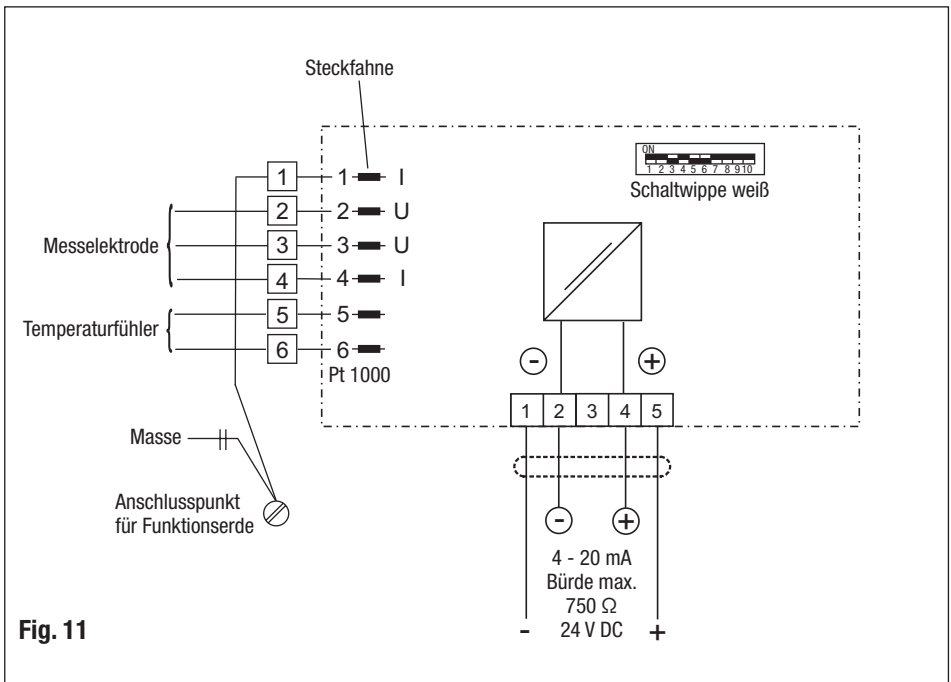 Steckfahne
ON
1 2 3 4 5 6 7 8 9 10
Schaltwippe weiß
1 1 I
2 2 U
Messelektrode 3 3 U
4 4 I
Temperaturfühler 5 5
6 6
Pt 1000
- +
1 2 3 4 5
Masse
Anschlusspunkt
für Funktionserde
- +
4 - 20 mA
Bürde max.
750 Ω
- 24 V DC +
Fig. 11